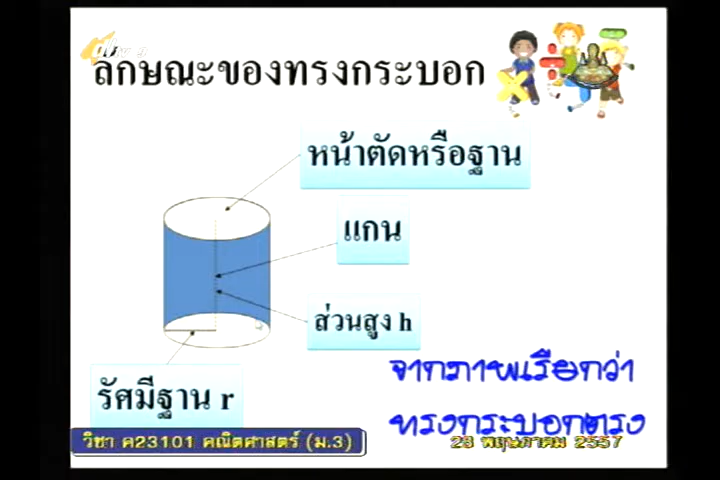 ลักษณะของทรงกระบอก
หน้าตัดหรือฐาน
แกน
ส่วนสูง h
รัศมีฐาน r
จากภาพเรียกว่า
ทรงกระบอกตรง
วิชา ค23101 คณิตศาสตร์ (ม.3)
23 พฤษภาคม 2557